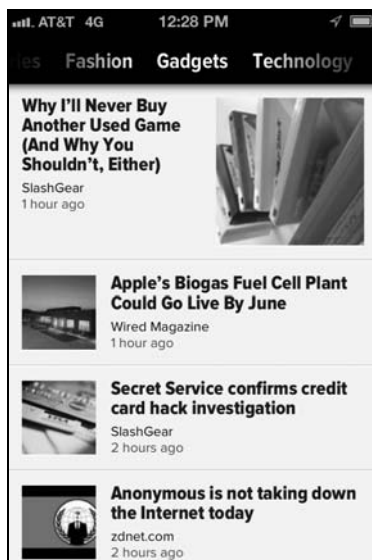 AT&T 4G 12:28 PM
ies Fashion Gadgets Technology
Why I'll Never Buy
Another Used Game
(And Why You
Shouldn't, Either)
SlashGear
1 hour ago
Apple's Biogas Fuel Cell Plant
Could Go Live By June
Wired Magazine
1 hour ago
Secret Service confirms credit
card hack investigation
SlashGear
2 hours ago
Anonymous is not taking down
the Internet today
zdnet.com
2 hours ago